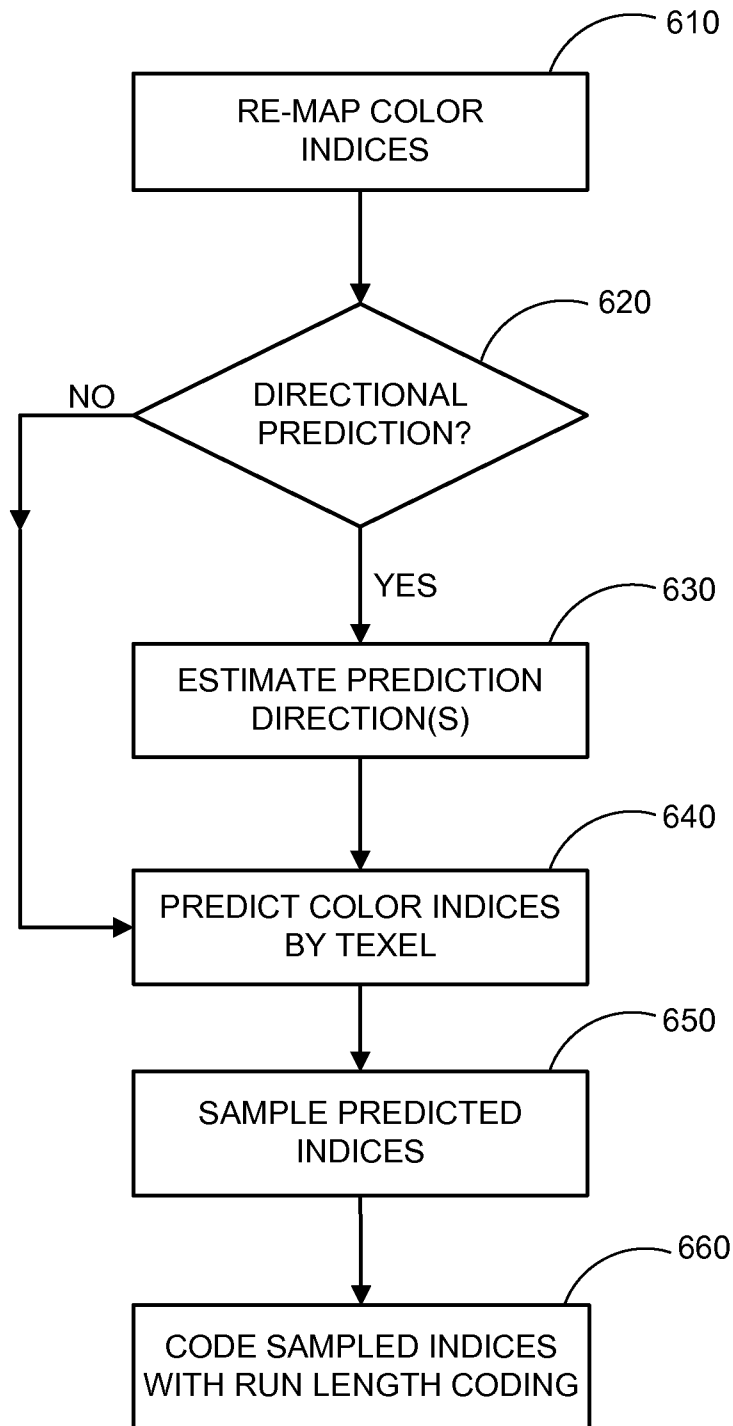 610
RE-MAP COLOR
INDICES
620
NO
DIRECTIONAL
PREDICTION?
YES
630
ESTIMATE PREDICTION
DIRECTION(S)
640
PREDICT COLOR INDICES
BY TEXEL
650
SAMPLE PREDICTED
INDICES
660
CODE SAMPLED INDICES
WITH RUN LENGTH CODING